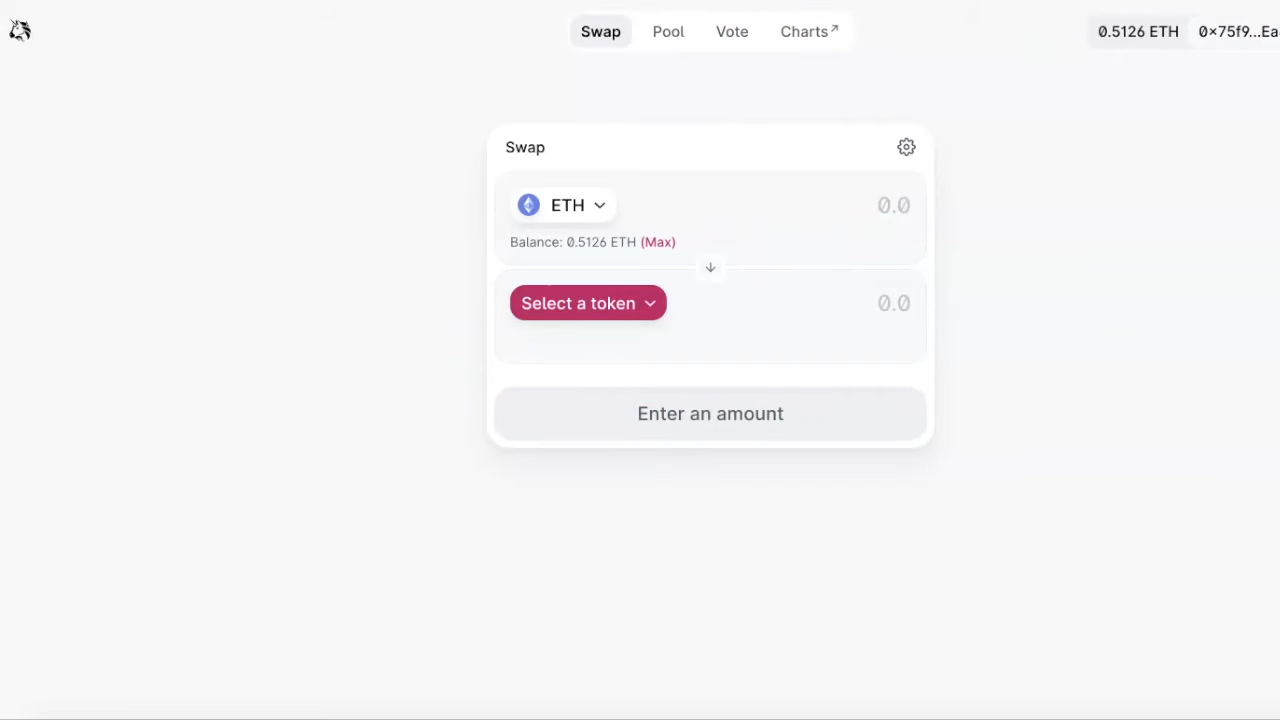 Swap Pool Vote Charts↗ 0.5126 ETH 0x75f9...Ea
Swap
ETH 0.0
Balance: 0.5126 ETH (Max)
Select a token 0.0
Enter an amount